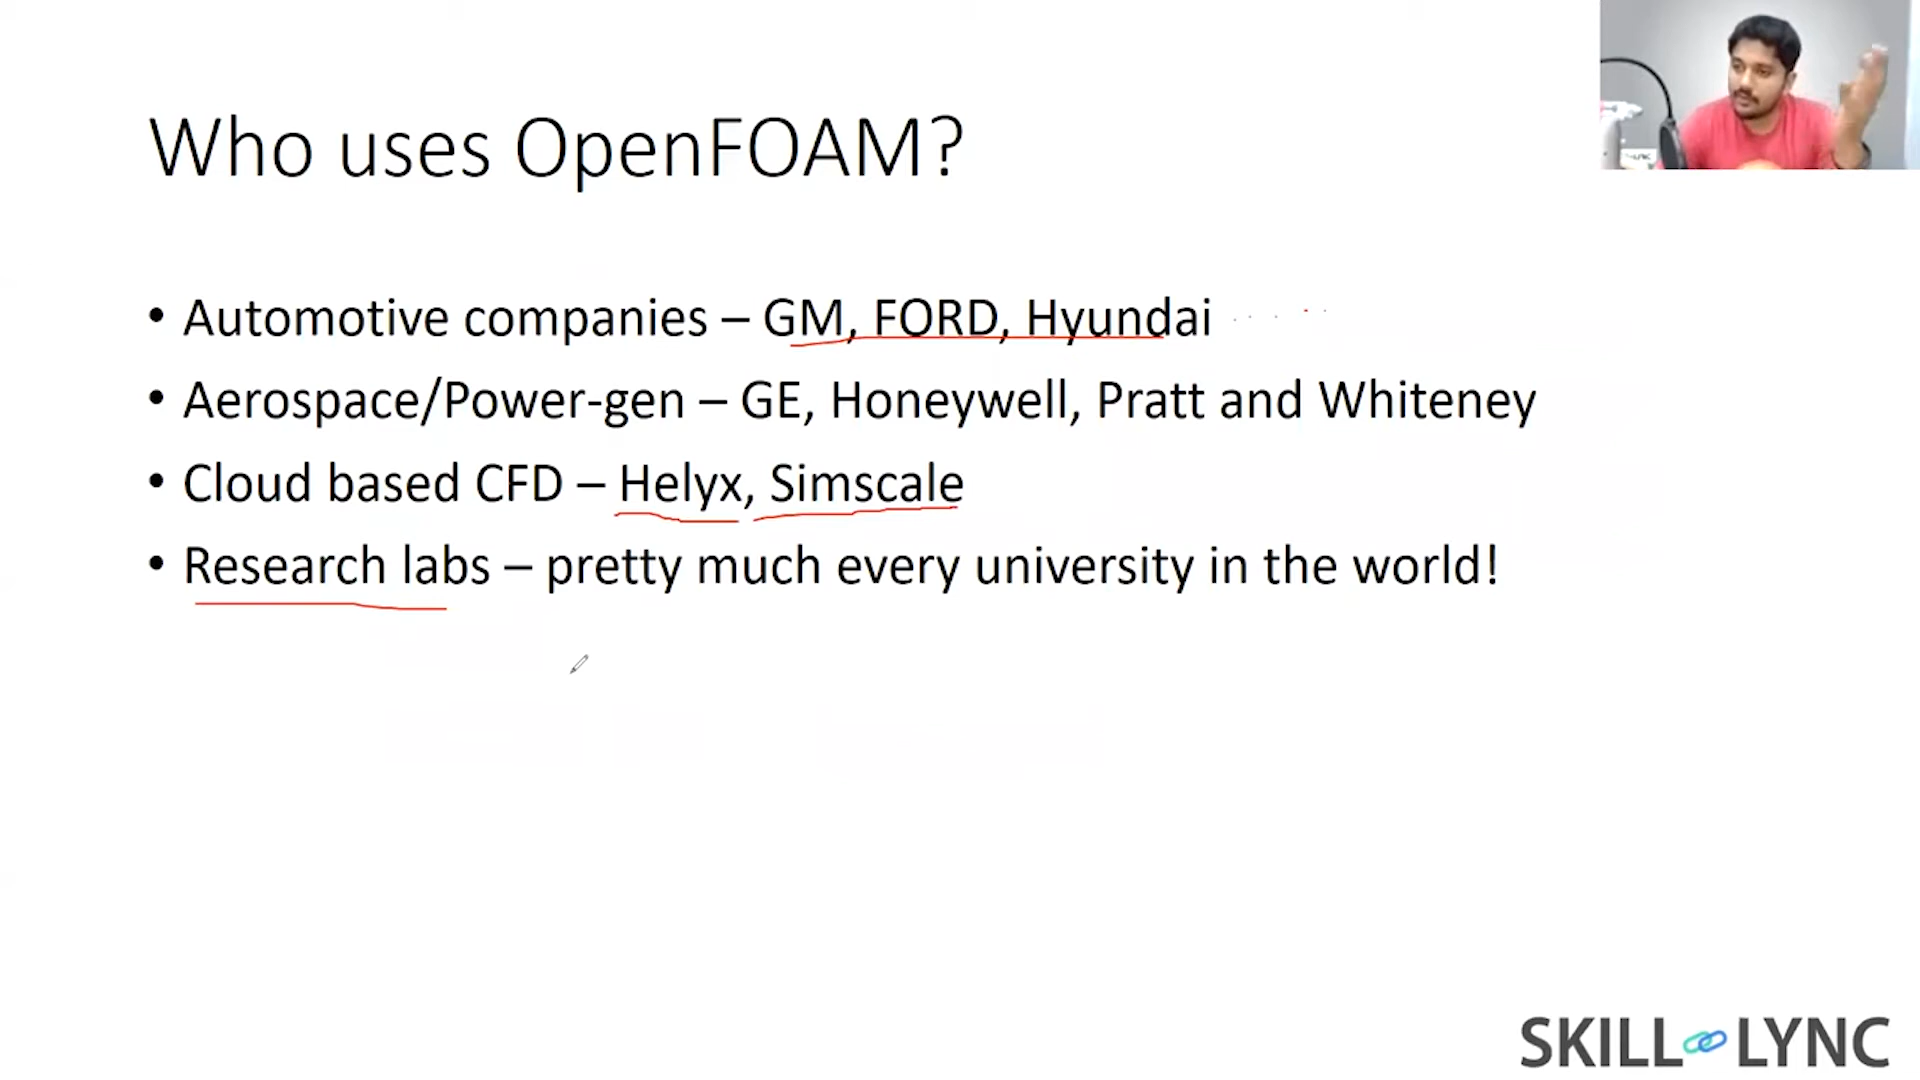 Who uses OpenFOAM?
• Automotive companies – GM, FORD, Hyundai
• Aerospace/Power-gen – GE, Honeywell, Pratt and Whiteney
• Cloud based CFD – Helyx, Simscale
• Research labs – pretty much every university in the world!
SKILL LYNC